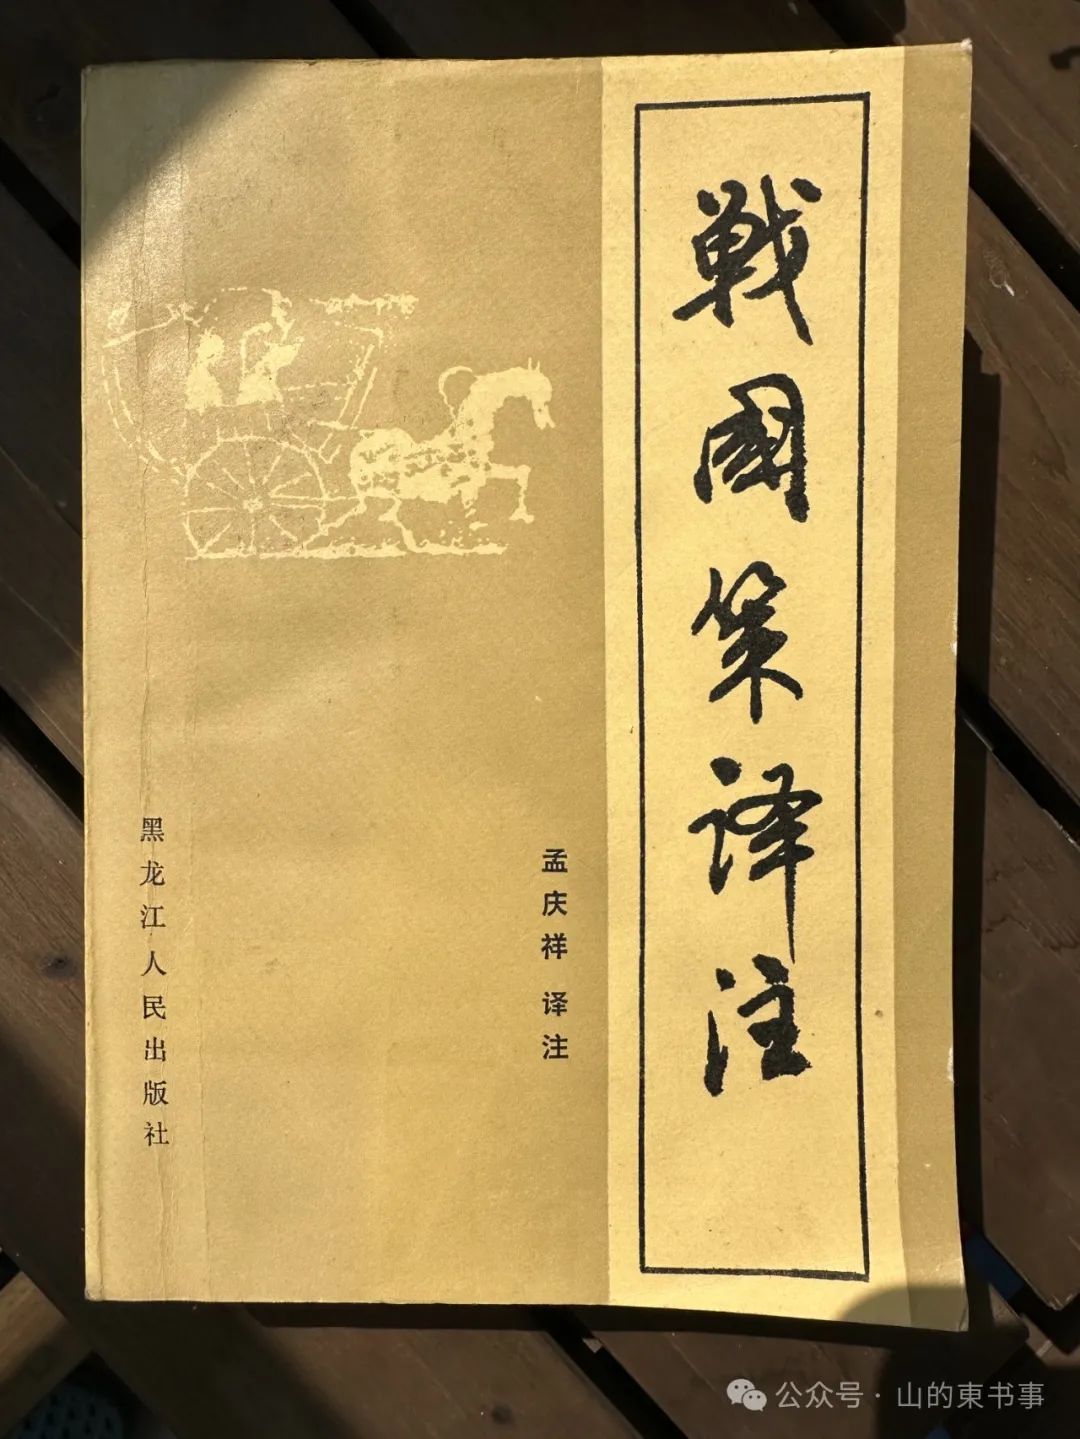 戰國策译注
孟庆祥 译注
黑龙江人民出版社
公众号 · 山的東书事